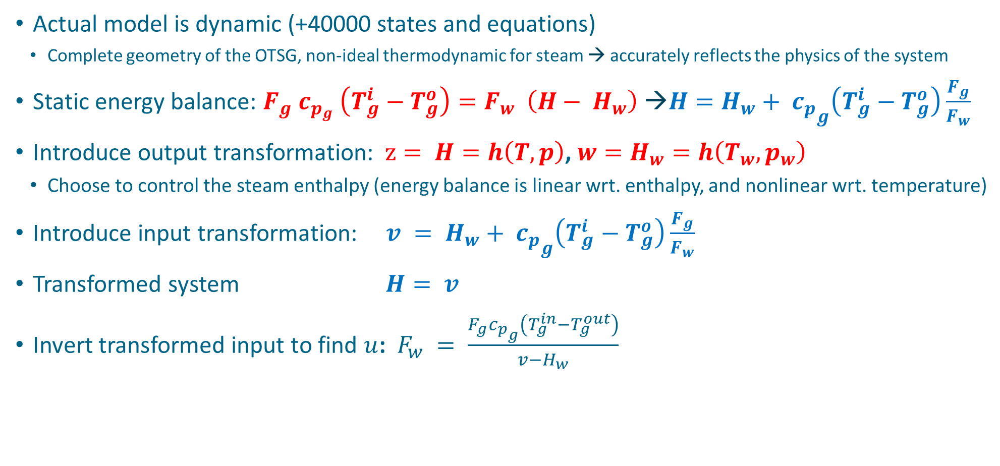 • Actual model is dynamic (+40000 states and equations)
• Complete geometry of the OTSG, non-ideal thermodynamic for steam → accurately reflects the physics of the system
• Static energy balance: $F_g \, c_{p_g} \left(T_g^i - T_g^o\right) = F_w \, (H - H_w)$ → $H = H_w + c_{p_g}\left(T_g^i - T_g^o\right)\frac{F_g}{F_w}$
• Introduce output transformation: $z = H = h(T, p)$, $w = H_w = h(T_w, p_w)$
• Choose to control the steam enthalpy (energy balance is linear wrt. enthalpy, and nonlinear wrt. temperature)
• Introduce input transformation: $v = H_w + c_{p_g}\left(T_g^i - T_g^o\right)\frac{F_g}{F_w}$
• Transformed system $H = v$
• Invert transformed input to find $u$: $F_w = \frac{F_g c_{p_g}\left(T_g^{in} - T_g^{out}\right)}{v - H_w}$